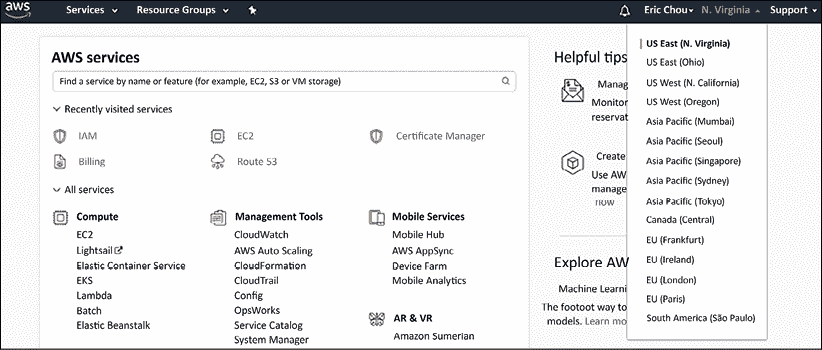 aws Services Resource Groups Eric Chou N. Virginia Support
AWS services
Find a service by name or feature (for example, EC2, S3 or VM storage)
Recently visited services
IAM EC2 Certificate Manager
Billing Route 53
All services
Compute
EC2
Lightsail
Elastic Container Service
EKS
Lambda
Batch
Elastic Beanstalk
Management Tools
CloudWatch
AWS Auto Scaling
CloudFormation
CloudTrail
Config
OpsWorks
Service Catalog
System Manager
Mobile Services
Mobile Hub
AWS AppSync
Device Farm
Mobile Analytics
AR & VR
Amazon Sumerian
Helpful tips
Manag
Monitor
reservat
Create
Use AW
manage
now
Explore AW
Machine Learni
The footoot way to
models. Learn mo
US East (N. Virginia)
US East (Ohio)
US West (N. California)
US West (Oregon)
Asia Pacific (Mumbai)
Asia Pacific (Seoul)
Asia Pacific (Singapore)
Asia Pacific (Sydney)
Asia Pacific (Tokyo)
Canada (Central)
EU (Frankfurt)
EU (Ireland)
EU (London)
EU (Paris)
South America (São Paulo)